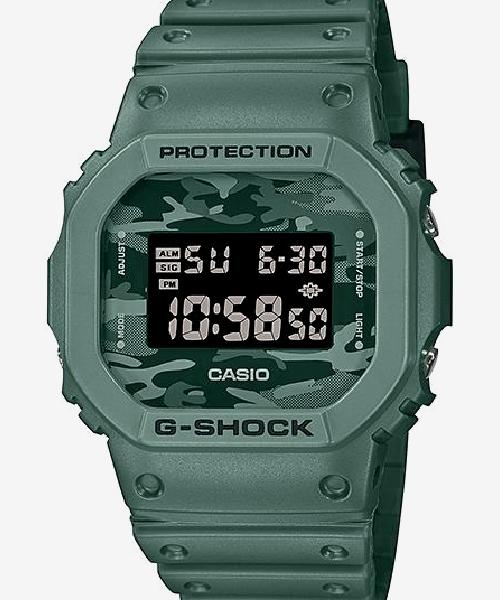 PROTECTION
ADJUST
START/STOP
ALM
SIG
SU 6-30
PM
10:58 50
MODE
LIGHT
CASIO
G-SHOCK